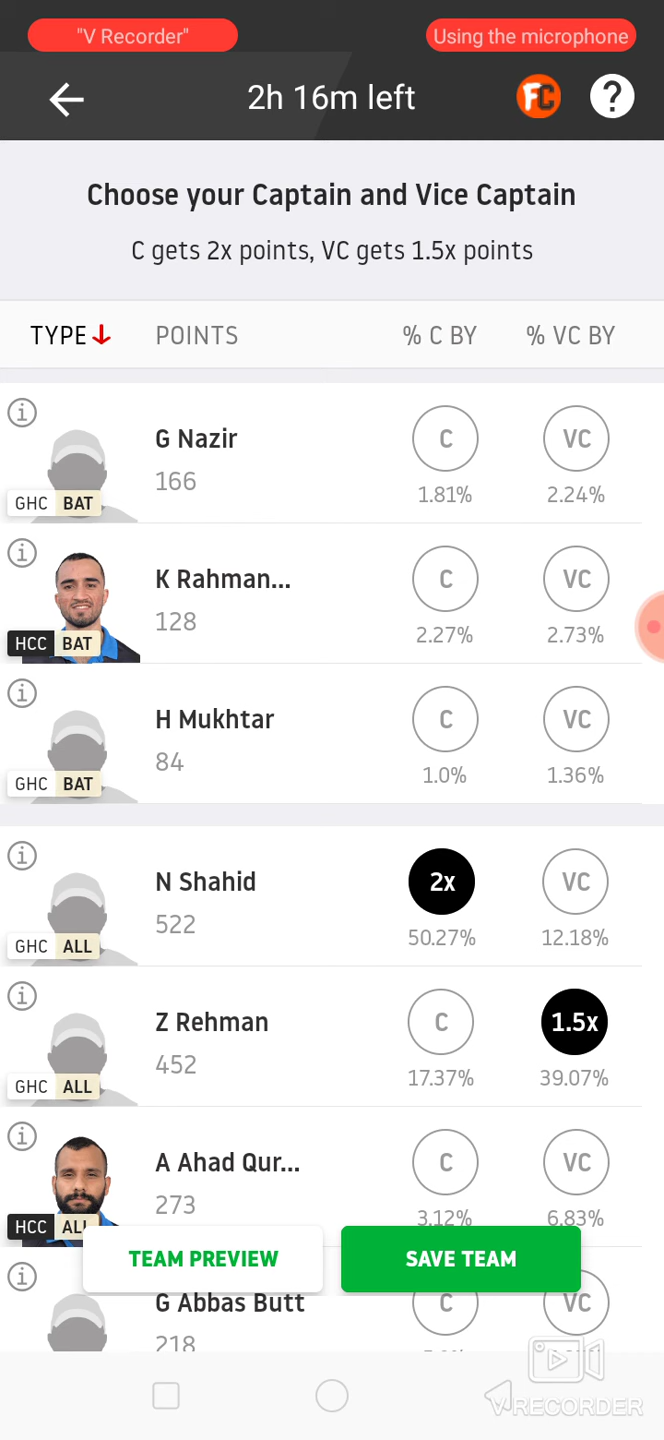 "V Recorder" Using the microphone
2h 16m left FC ?
Choose your Captain and Vice Captain
C gets 2x points, VC gets 1.5x points
TYPE POINTS % C BY % VC BY
G Nazir C VC
166 1.81% 2.24%
GHC BAT
K Rahman... C VC
128 2.27% 2.73%
HCC BAT
H Mukhtar C VC
84 1.0% 1.36%
GHC BAT
N Shahid 2x VC
522 50.27% 12.18%
GHC ALL
Z Rehman C 1.5x
452 17.37% 39.07%
GHC ALL
A Ahad Qur... C VC
273 3.12% 6.83%
HCC ALL
TEAM PREVIEW SAVE TEAM
G Abbas Butt C VC
218
V RECORDER